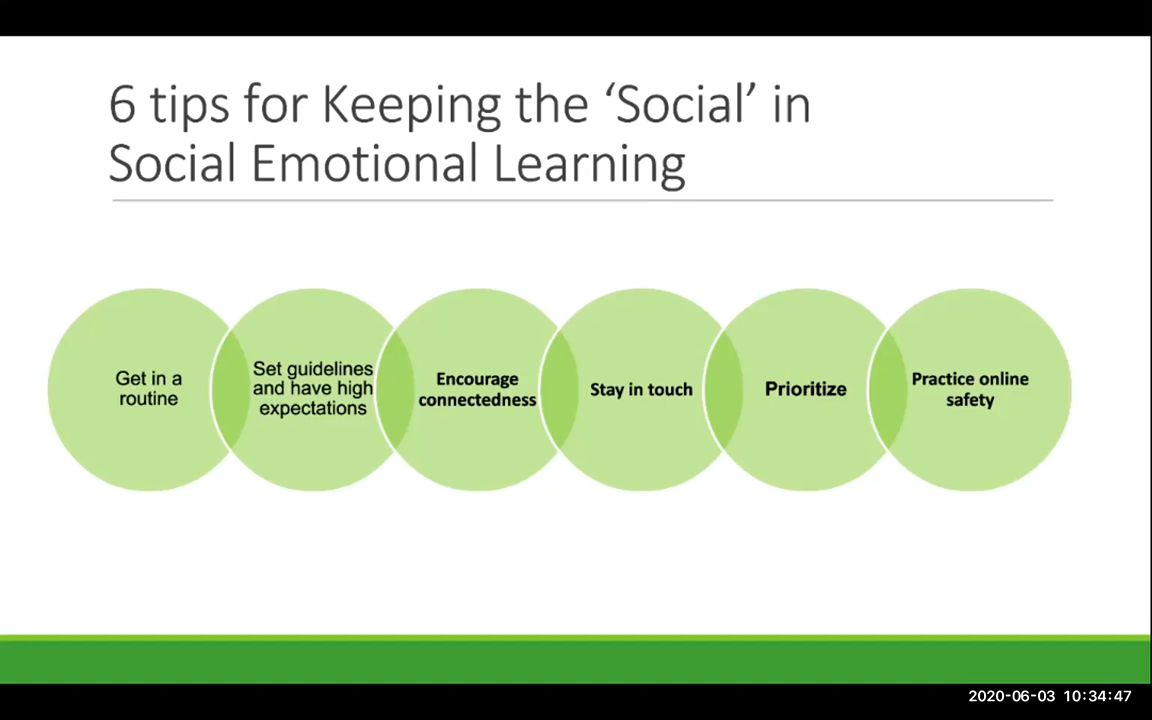 6 tips for Keeping the ‘Social’ in
Social Emotional Learning
Get in a
routine
Set guidelines
and have high
expectations
Encourage
connectedness
Stay in touch
Prioritize
Practice online
safety
2020-06-03 10:34:47